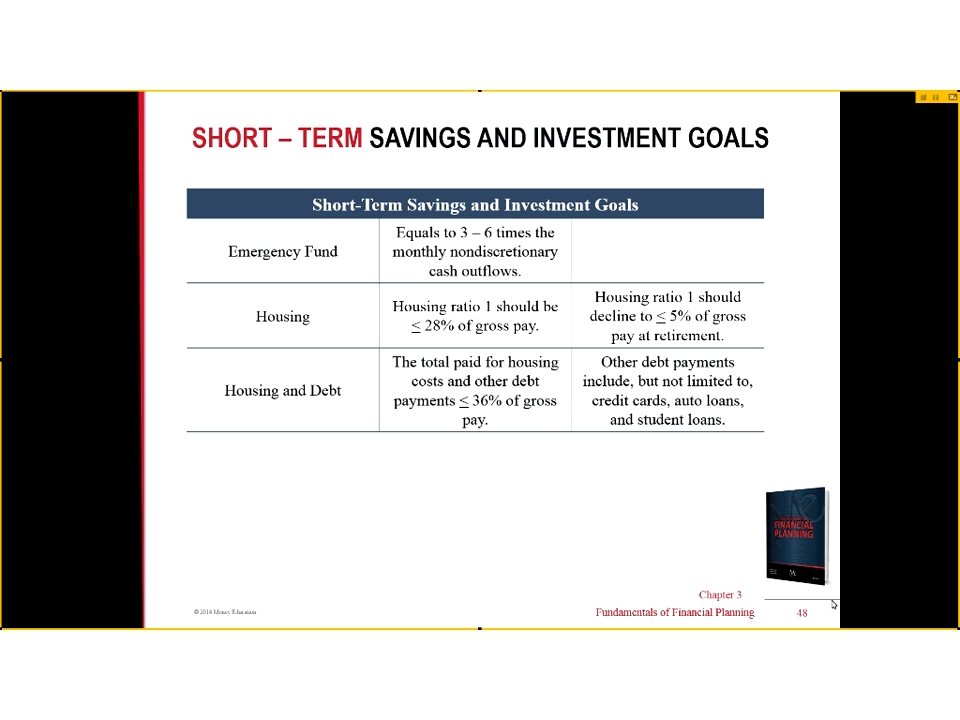 SHORT – TERM SAVINGS AND INVESTMENT GOALS
Short-Term Savings and Investment Goals
Emergency Fund
Equals to 3 – 6 times the
monthly nondiscretionary
cash outflows.
Housing
Housing ratio 1 should be
≤ 28% of gross pay.
Housing ratio 1 should
decline to ≤ 5% of gross
pay at retirement.
Housing and Debt
The total paid for housing
costs and other debt
payments ≤ 36% of gross
pay.
Other debt payments
include, but not limited to,
credit cards, auto loans,
and student loans.
FINANCIAL
PLANNING
Chapter 3
© 2014 Money Education
Fundamentals of Financial Planning
48